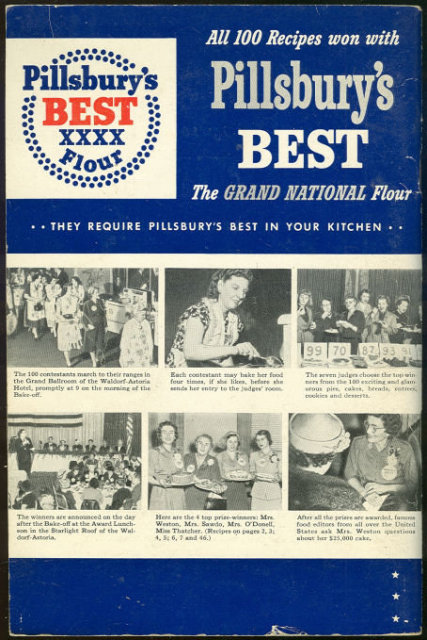 All 100 Recipes won with
Pillsbury's
BEST
XXXX
Flour
Pillsbury's
BEST
The GRAND NATIONAL Flour
•• THEY REQUIRE PILLSBURY'S BEST IN YOUR KITCHEN ••
99 70 87 93 91
The 100 contestants march to their ranges in
the Grand Ballroom of the Waldorf-Astoria
Hotel, promptly at 9 on the morning of the
Bake-off.
Each contestant may bake her food
four times, if she likes, before she
sends her entry to the judges' room.
The seven judges choose the top win-
ners from the 100 exciting and glam-
orous pies, cakes, breads, entrees,
cookies and desserts.
The winners are announced on the day
after the Bake-off at the Award Lunch-
eon in the Starlight Roof of the Wal-
dorf-Astoria.
Here are the 4 top prize-winners: Mrs.
Weston, Mrs. Sawdo, Mrs. O'Donell,
Miss Thatcher. (Recipes on pages 2, 3;
4, 5; 6, 7 and 46.)
After all the prizes are awarded, famous
food editors from all over the United
States ask Mrs. Weston questions
about her $25,000 cake.